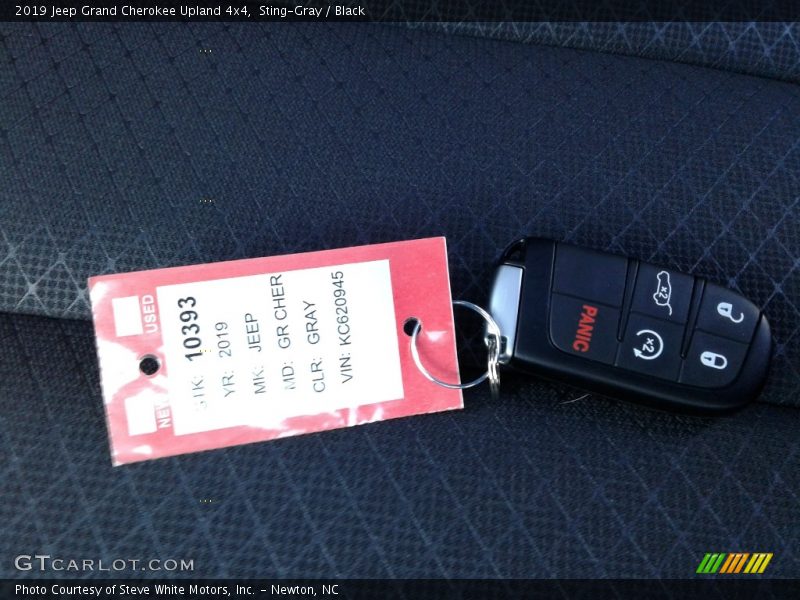 2019 Jeep Grand Cherokee Upland 4x4, Sting-Gray / Black
USED
NEW
STK: 10393
YR: 2019
MK: JEEP
MD: GR CHER
CLR: GRAY
VIN: KC620945
PANIC
x2
x2
GTCARLOT.COM
Photo Courtesy of Steve White Motors, Inc. - Newton, NC